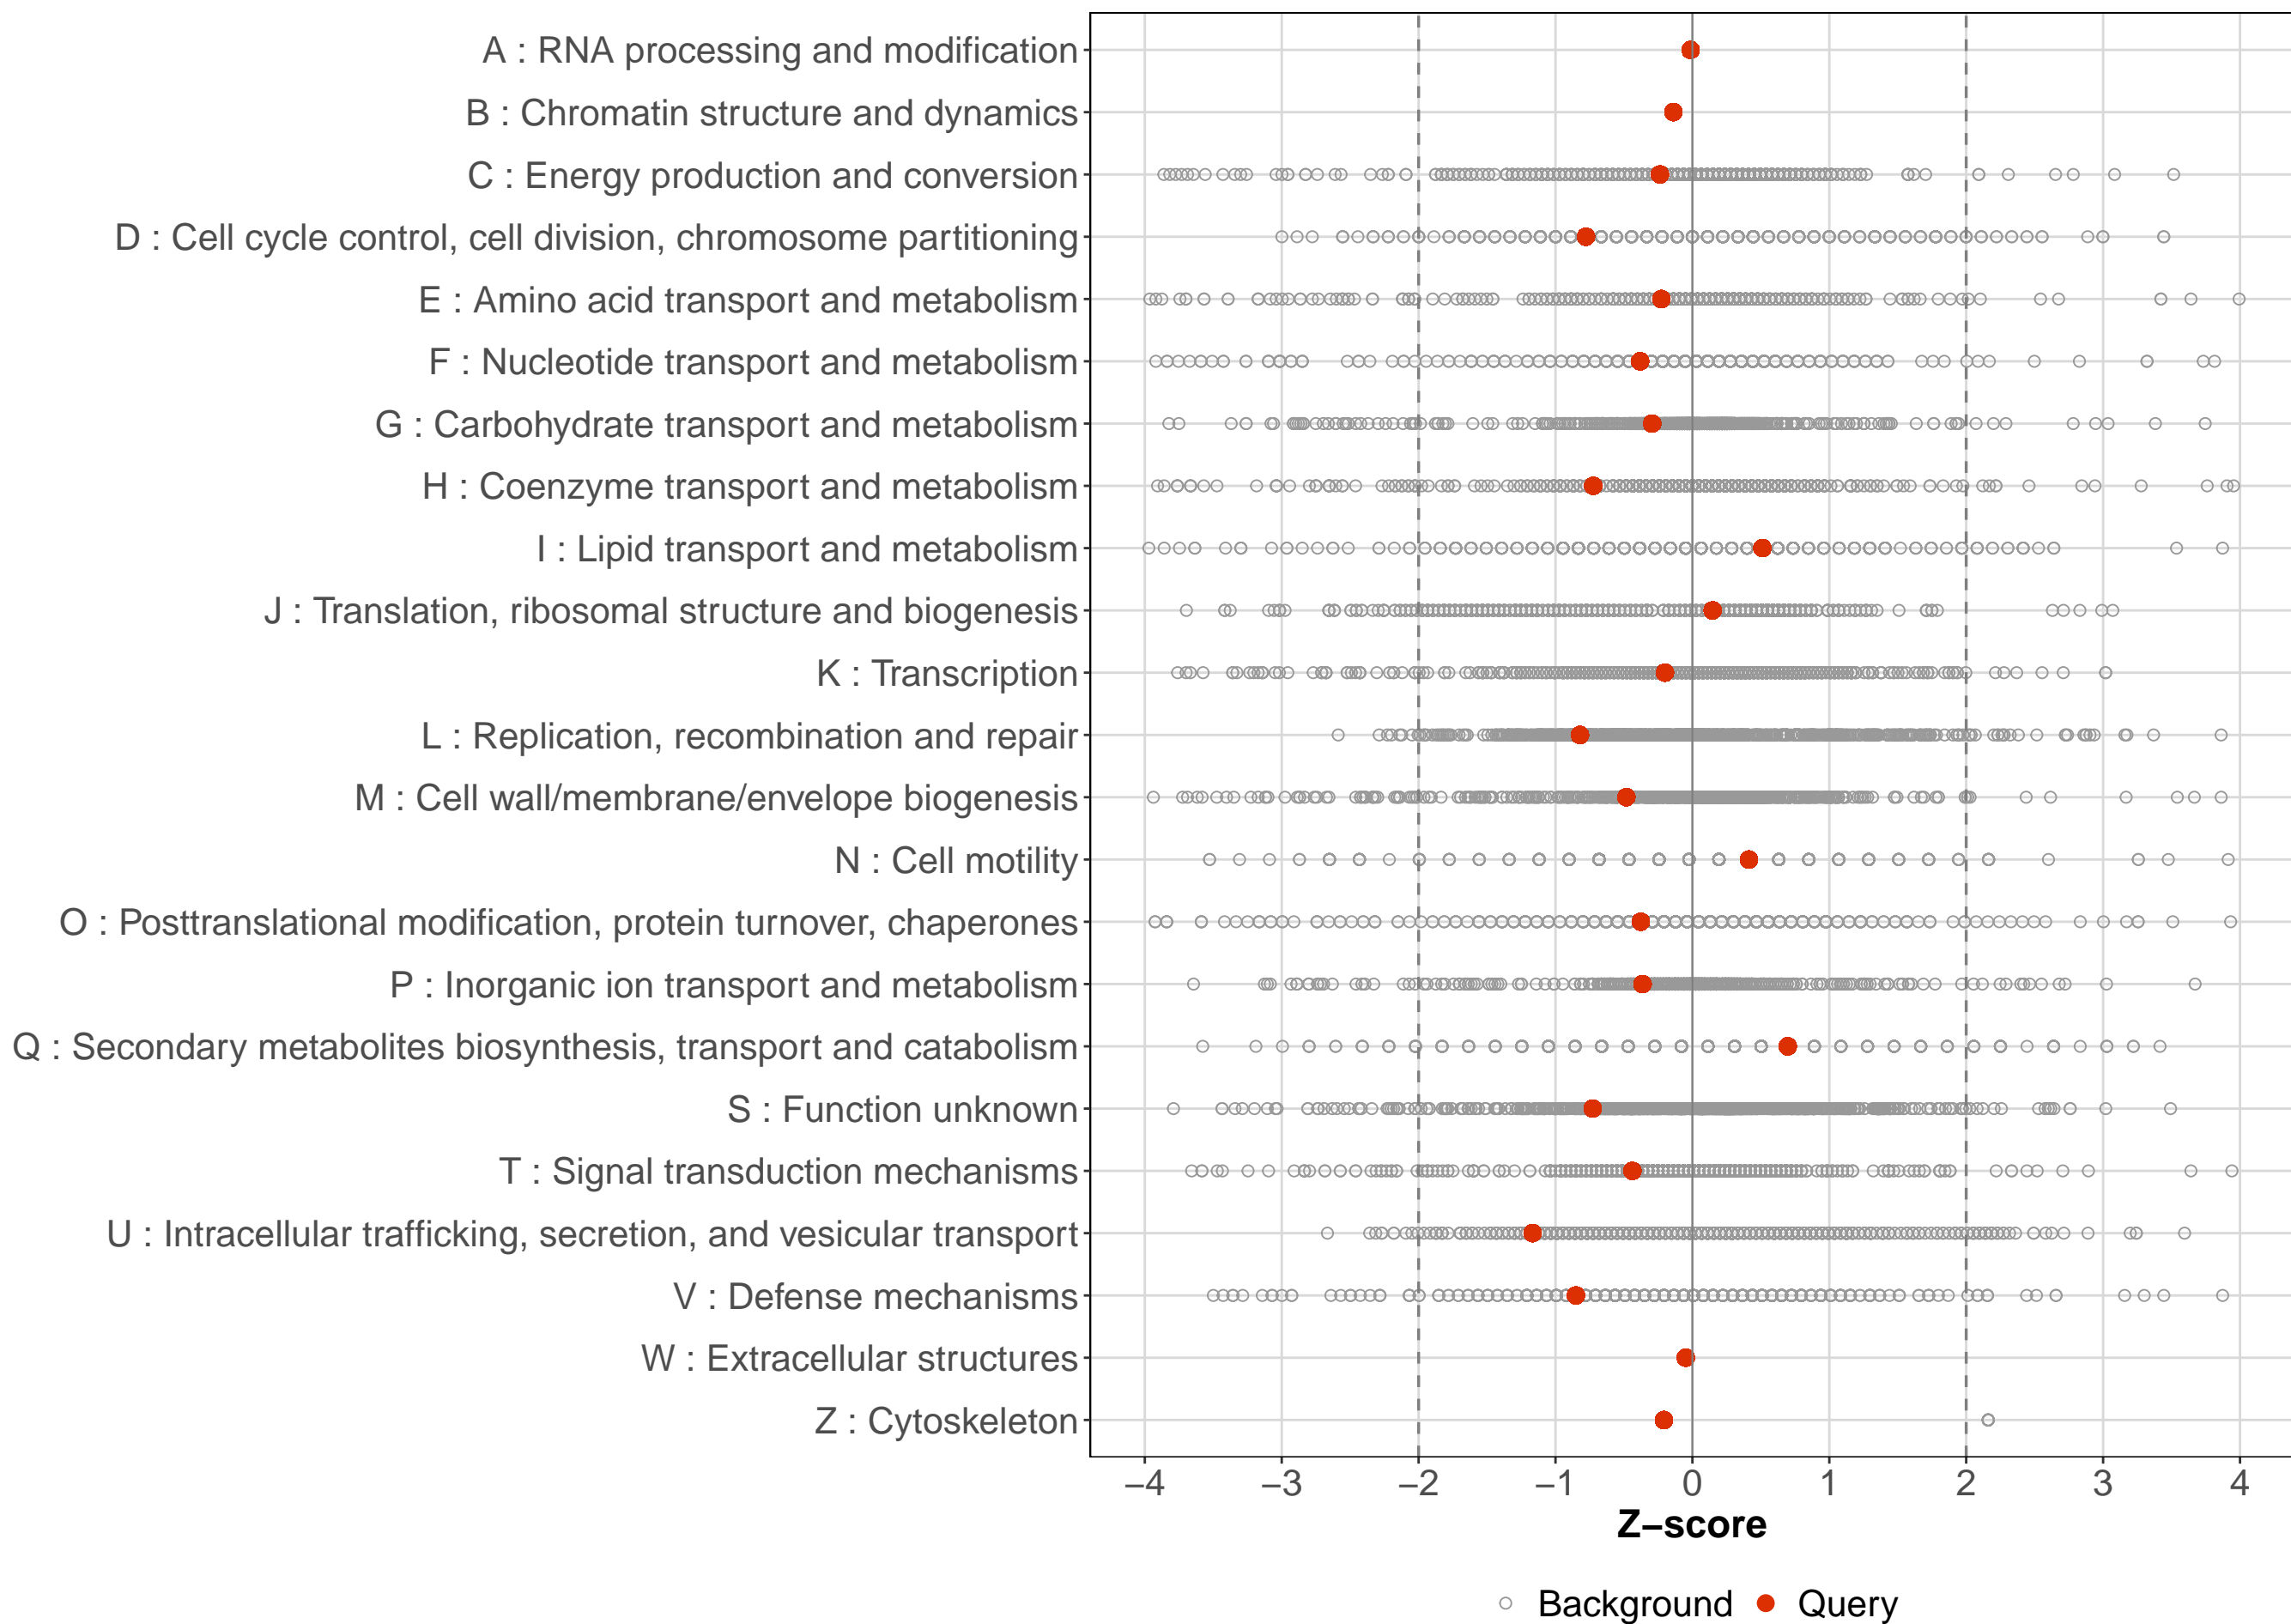 A : RNA processing and modification
B : Chromatin structure and dynamics
C : Energy production and conversion
D : Cell cycle control, cell division, chromosome partitioning
E : Amino acid transport and metabolism
F : Nucleotide transport and metabolism
G : Carbohydrate transport and metabolism
H : Coenzyme transport and metabolism
I : Lipid transport and metabolism
J : Translation, ribosomal structure and biogenesis
K : Transcription
L : Replication, recombination and repair
M : Cell wall/membrane/envelope biogenesis
N : Cell motility
O : Posttranslational modification, protein turnover, chaperones
P : Inorganic ion transport and metabolism
Q : Secondary metabolites biosynthesis, transport and catabolism
S : Function unknown
T : Signal transduction mechanisms
U : Intracellular trafficking, secretion, and vesicular transport
V : Defense mechanisms
W : Extracellular structures
Z : Cytoskeleton
−4 −3 −2 −1 0 1 2 3 4
Z−score
Background Query